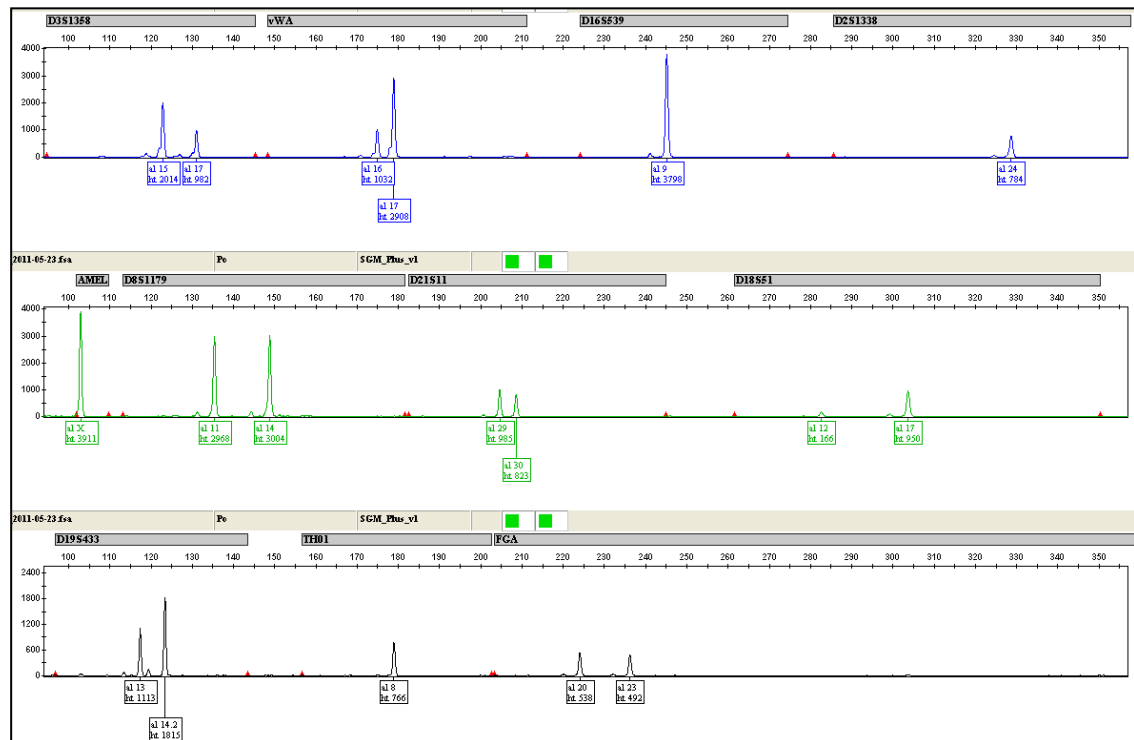 D3S1358 vWA D16S539 D2S1338
100 110 120 130 140 150 160 170 180 190 200 210 220 230 240 250 260 270 280 290 300 310 320 330 340 350
4000
3000
2000
1000
0
al 15 al 17 al 16 al 9 al 24
ht 2014 ht 982 ht 1032 ht 3798 ht 784
al 17
ht 2908
2011-05-23.fsa Pc SGM_Plus_v1
AMEL D8S1179 D21S11 D18S51
100 110 120 130 140 150 160 170 180 190 200 210 220 230 240 250 260 270 280 290 300 310 320 330 340 350
4000
3000
2000
1000
0
al X al 11 al 14 al 29 al 12 al 17
ht 3911 ht 2968 ht 3004 ht 985 ht 166 ht 950
al 30
ht 823
2011-05-23.fsa Pc SGM_Plus_v1
D19S433 TH01 FGA
100 110 120 130 140 150 160 170 180 190 200 210 220 230 240 250 260 270 280 290 300 310 320 330 340 350
2400
1800
1200
600
0
al 13 al 8 al 20 al 23
ht 1113 ht 766 ht 538 ht 492
al 14.2
ht 1815